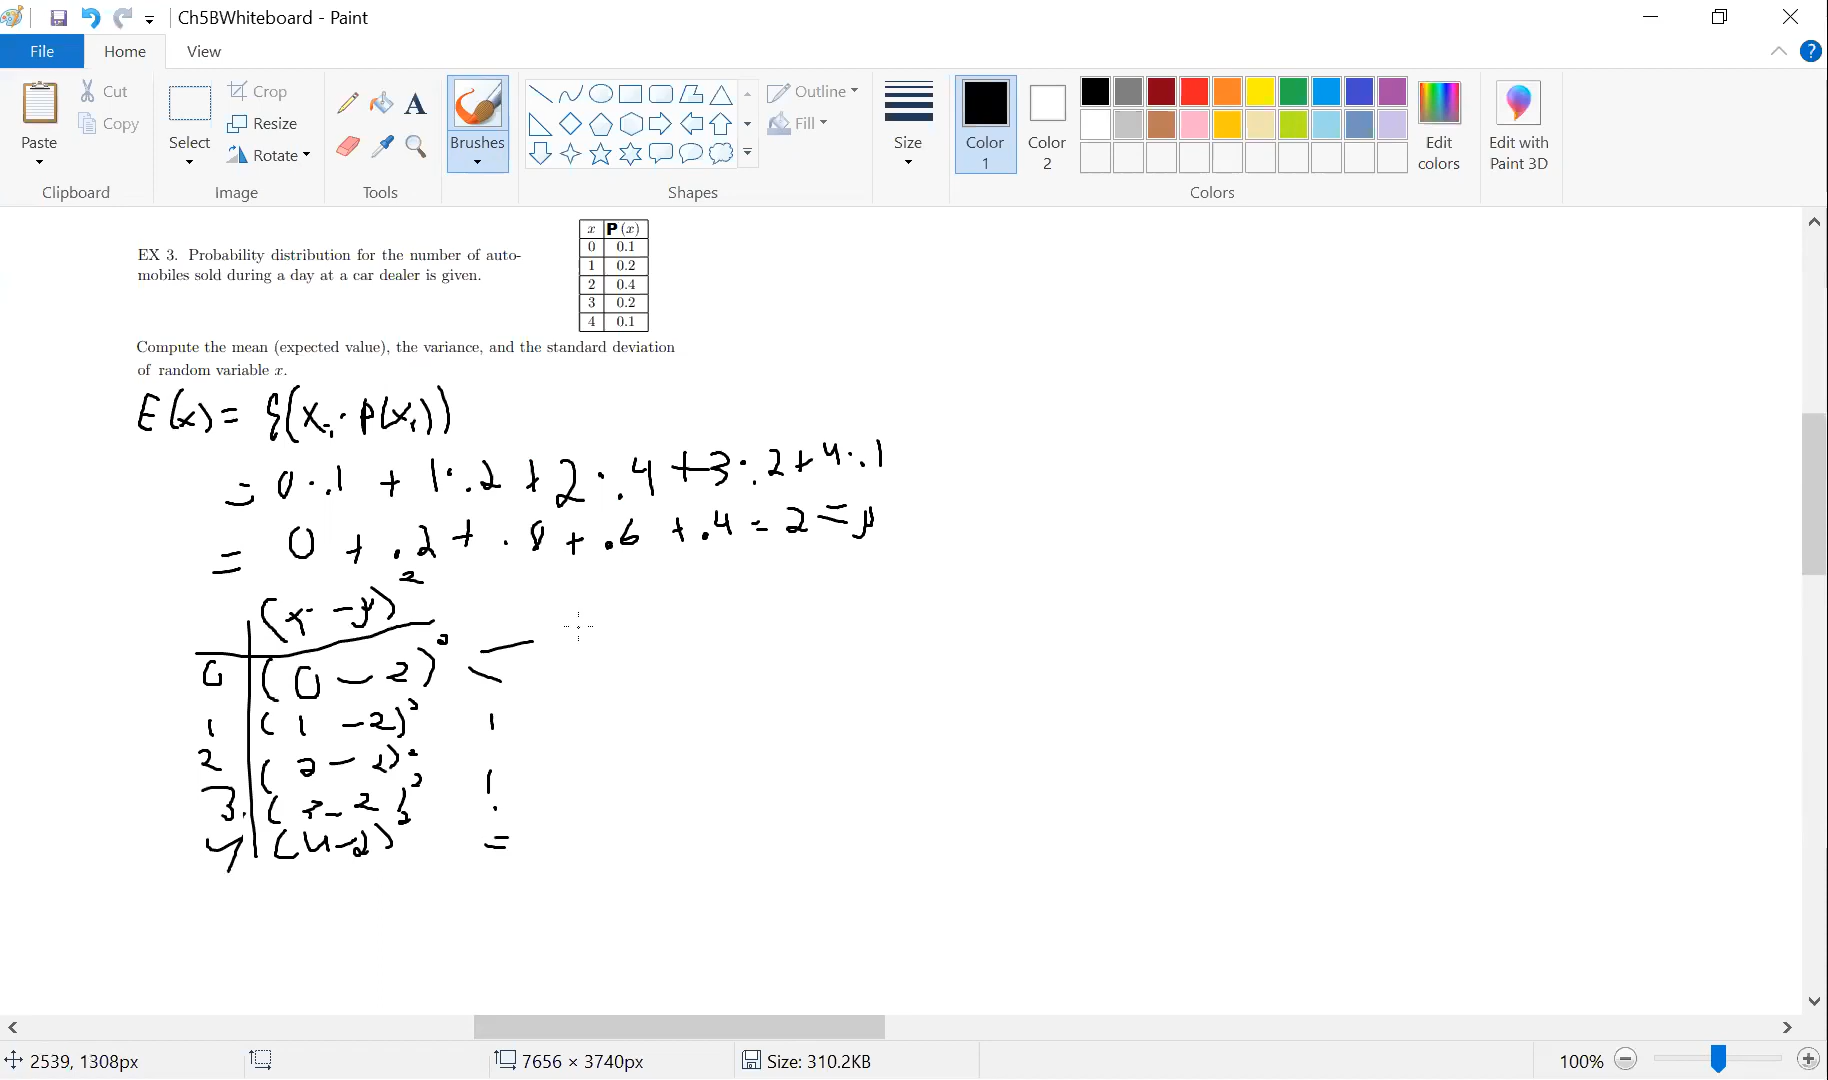 Ch5BWhiteboard - Paint
File Home View
Paste
Cut
Copy
Clipboard
Select
Crop
Resize
Rotate
Image
A
Tools
Brushes
Shapes
Outline
Fill
Size
Color 1
Color 2
Edit colors
Edit with Paint 3D
Colors
EX 3. Probability distribution for the number of auto-
mobiles sold during a day at a car dealer is given.
x P(x)
0 0.1
1 0.2
2 0.4
3 0.2
4 0.1
Compute the mean (expected value), the variance, and the standard deviation
of random variable x.
E(x) = ξ(xᵢ · P(xᵢ))
= 0 · .1 + 1 · .2 + 2 · .4 + 3 · .2 + 4 · .1
= 0 + .2 + .8 + .6 + .4 = 2 = μ
(x - μ)²
0 (0 - 2)²
1 (1 - 2)²
2 (2 - 2)²
3 (3 - 2)²
4 (4 - 2)²
2539, 1308px
7656 × 3740px
Size: 310.2KB
100%